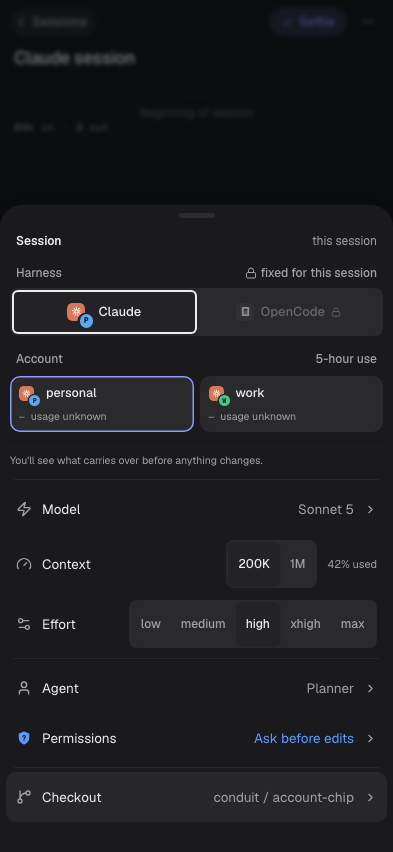 Sessions
Settle
Claude session
Beginning of session
Session
this session
Harness
fixed for this session
P
Claude
OpenCode
Account
5-hour use
P
personal
– usage unknown
W
work
– usage unknown
You'll see what carries over before anything changes.
Model
Sonnet 5
Context
200K
1M
42% used
Effort
low
medium
high
xhigh
max
Agent
Planner
Permissions
Ask before edits
Checkout
conduit / account-chip